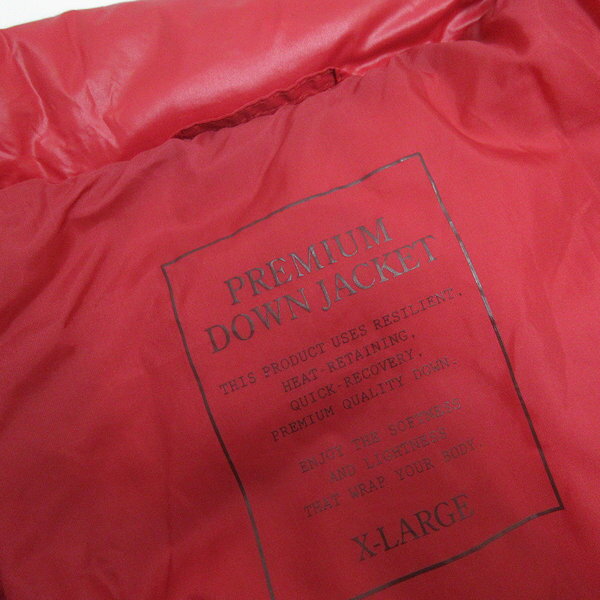 PREMIUM
DOWN JACKET
THIS PRODUCT USES RESILIENT,
HEAT-RETAINING,
QUICK-RECOVERY,
PREMIUM QUALITY DOWN.
ENJOY THE SOFTNESS
AND LIGHTNESS
THAT WRAP YOUR BODY.
X-LARGE